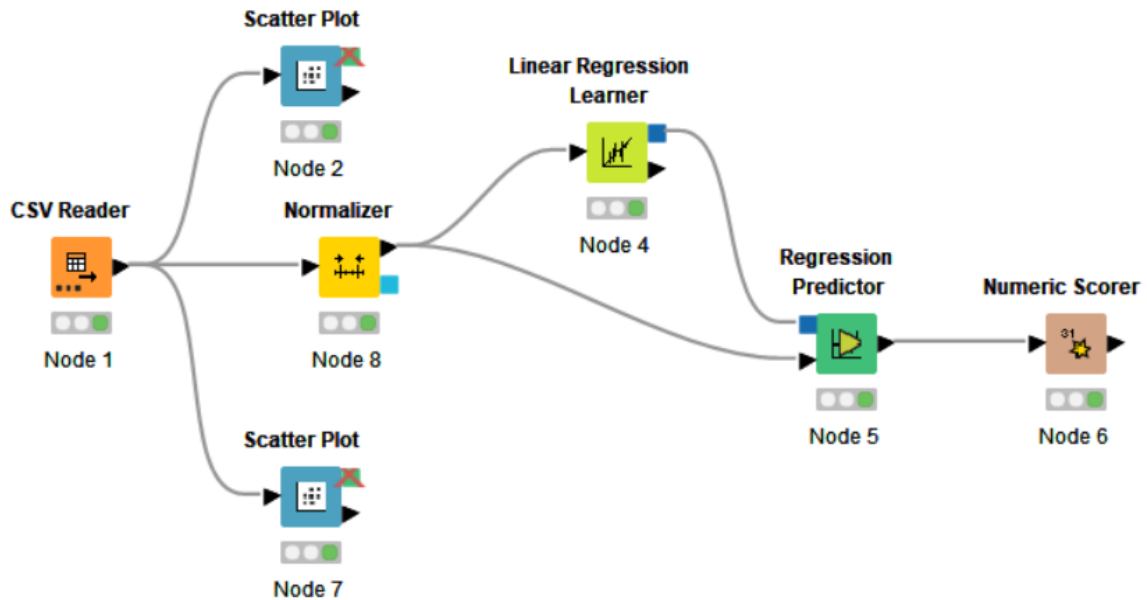 Scatter Plot
Node 2
Linear Regression
Learner
Node 4
CSV Reader
Node 1
Normalizer
Node 8
Regression
Predictor
Node 5
Numeric Scorer
31
Node 6
Scatter Plot
Node 7